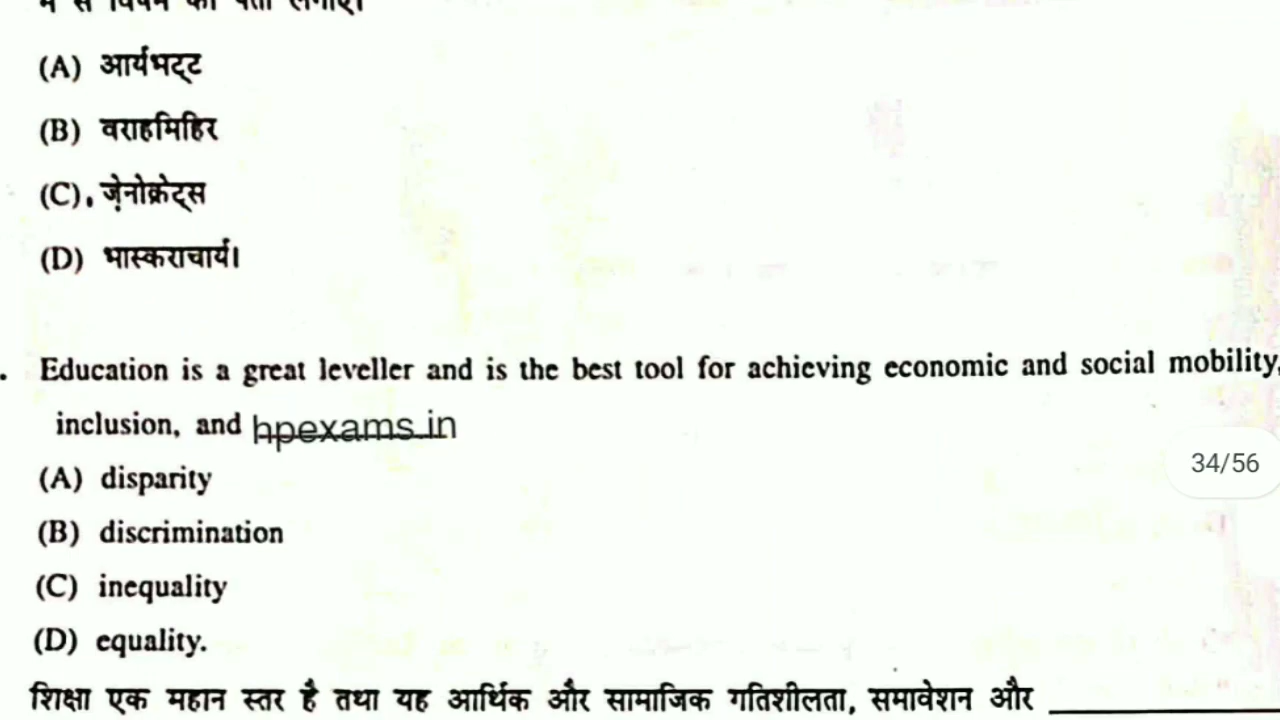 (A) आर्यभट्ट
(B) वराहमिहिर
(C). ज़ेनोक्रेट्स
(D) भास्कराचार्य।
. Education is a great leveller and is the best tool for achieving economic and social mobility,
inclusion, and hpexams.in
34/56
(A) disparity
(B) discrimination
(C) inequality
(D) equality.
शिक्षा एक महान स्तर है तथा यह आर्थिक और सामाजिक गतिशीलता, समावेशन और